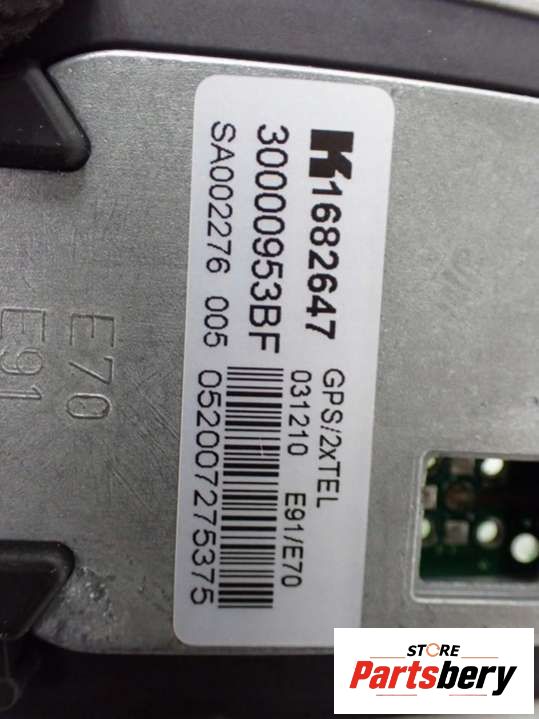 K1682647 GPS/2xTEL
30000953BF 031210 E91/E70
SA002276 005 052007275375
E70
E91
STORE
Partsbery